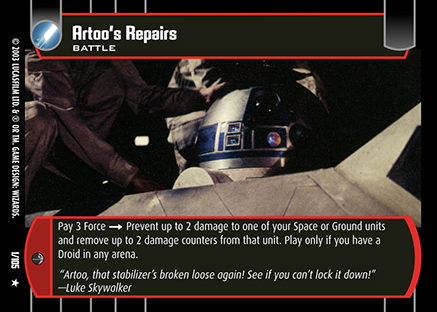 Artoo's Repairs
BATTLE
Pay 3 Force → Prevent up to 2 damage to one of your Space or Ground units
and remove up to 2 damage counters from that unit. Play only if you have a
Droid in any arena.
"Artoo, that stabilizer's broken loose again! See if you can't lock it down!"
—Luke Skywalker
© 2003 LUCASFILM LTD. & ® OR TM. GAME DESIGN: WIZARDS.
1/105